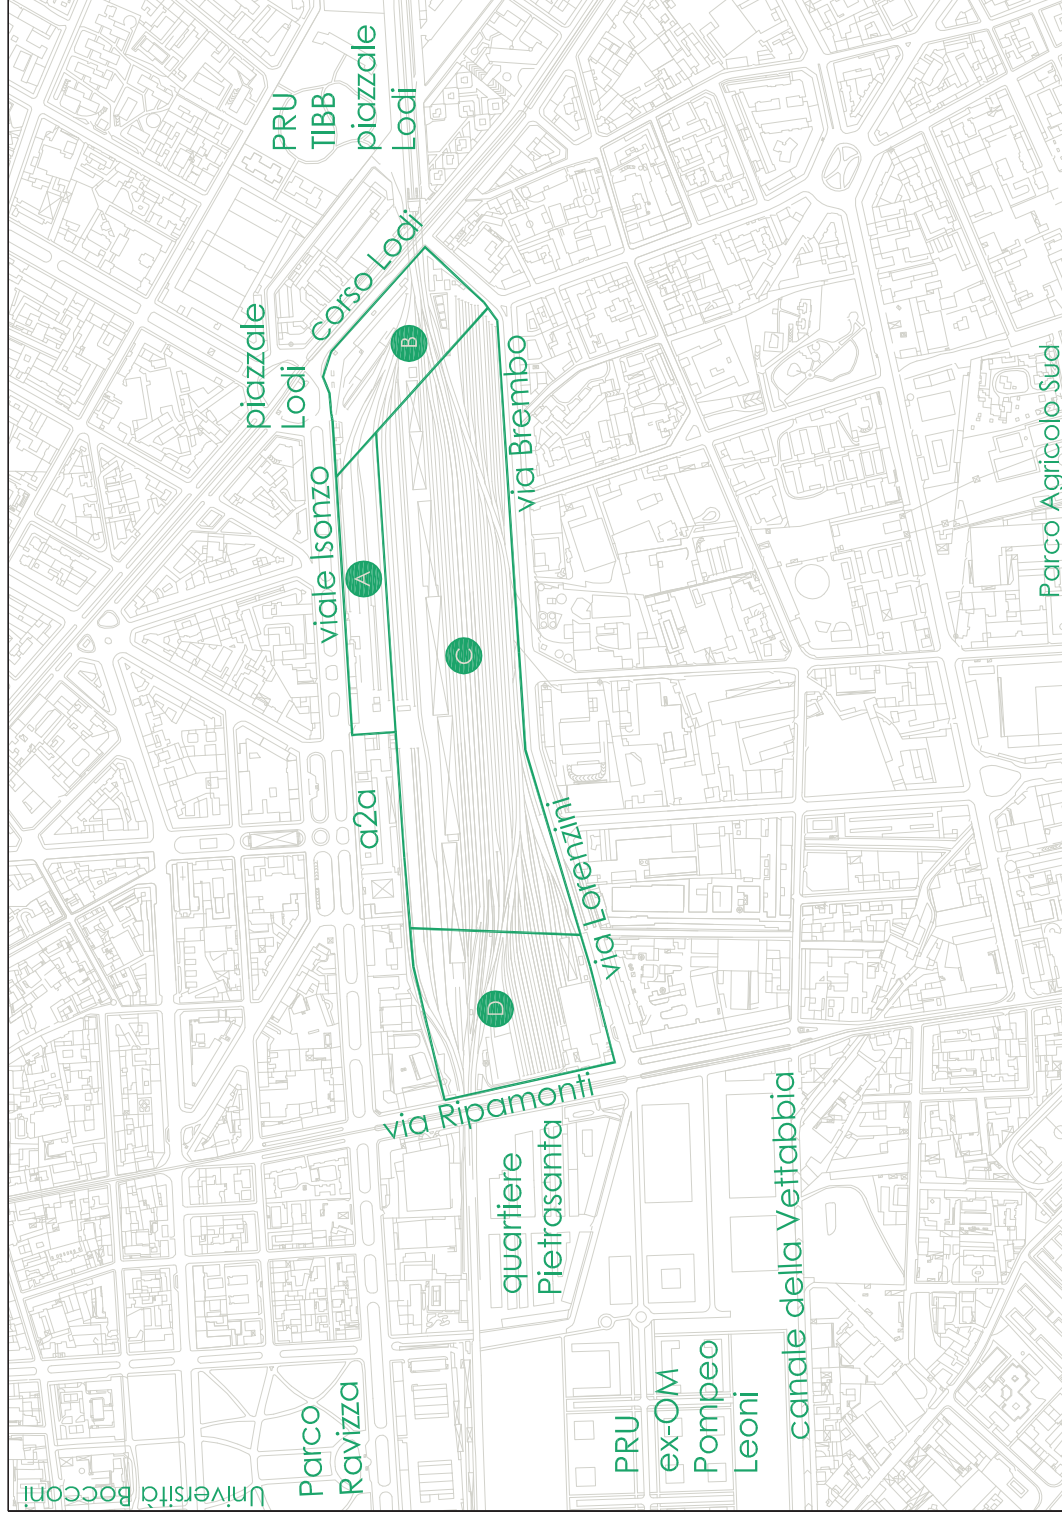 Università Bocconi
Parco
Ravizza
PRU
ex-OM
Pompeo
Leoni
canale della Vettabbia
quartiere
Pietrasanta
via Ripamonti
D
via Lorenzini
a2a
C
A
viale Isonzo
via Brembo
B
piazzale
Lodi
Corso Lodi
PRU
TIBB
piazzale
Lodi
Parco Agricolo Sud